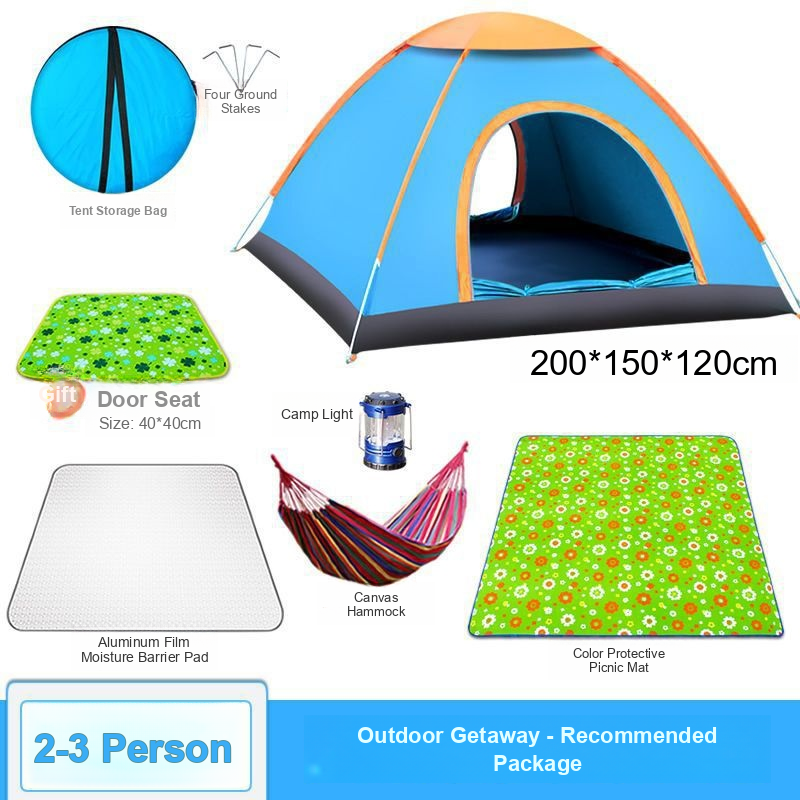 Four Ground
Stakes
Tent Storage Bag
200*150*120cm
Gift
Door Seat
Size: 40*40cm
Camp Light
Canvas
Hammock
Aluminum Film
Moisture Barrier Pad
Color Protective
Picnic Mat
2-3 Person
Outdoor Getaway - Recommended
Package